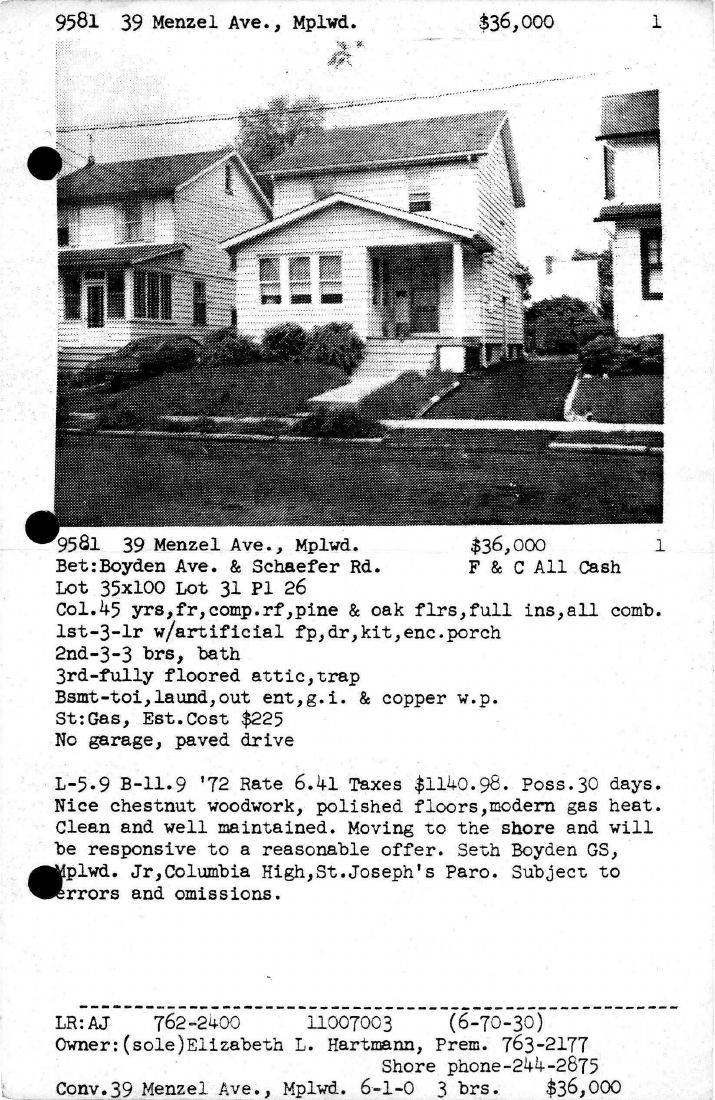 9581 39 Menzel Ave., Mplwd. $36,000 1
9581 39 Menzel Ave., Mplwd. $36,000 1
Bet:Boyden Ave. & Schaefer Rd. F & C All Cash
Lot 35x100 Lot 31 Pl 26
Col.45 yrs,fr,comp.rf,pine & oak flrs,full ins,all comb.
1st-3-lr w/artificial fp,dr,kit,enc.porch
2nd-3-3 brs, bath
3rd-fully floored attic,trap
Bsmt-toi,laund,out ent,g.i. & copper w.p.
St:Gas, Est.Cost $225
No garage, paved drive
L-5.9 B-11.9 '72 Rate 6.41 Taxes $1140.98. Poss.30 days.
Nice chestnut woodwork, polished floors,modern gas heat.
Clean and well maintained. Moving to the shore and will
be responsive to a reasonable offer. Seth Boyden GS,
Mplwd. Jr,Columbia High,St.Joseph's Paro. Subject to
errors and omissions.
LR:AJ 762-2400 11007003 (6-70-30)
Owner:(sole)Elizabeth L. Hartmann, Prem. 763-2177
Shore phone-244-2875
Conv.39 Menzel Ave., Mplwd. 6-1-0 3 brs. $36,000